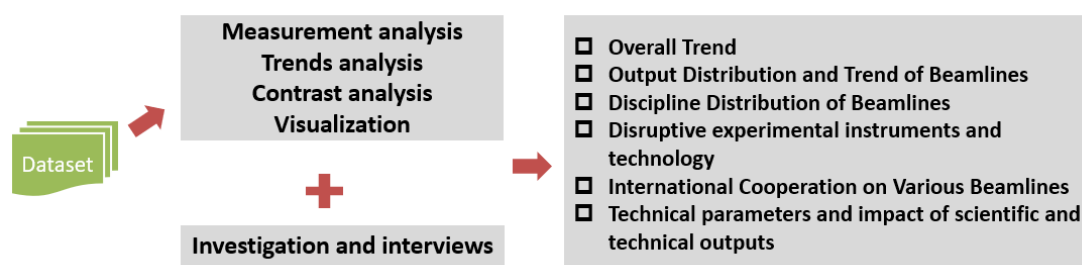 Dataset
Measurement analysis
Trends analysis
Contrast analysis
Visualization
Investigation and interviews
Overall Trend
Output Distribution and Trend of Beamlines
Discipline Distribution of Beamlines
Disruptive experimental instruments and
technology
International Cooperation on Various Beamlines
Technical parameters and impact of scientific and
technical outputs